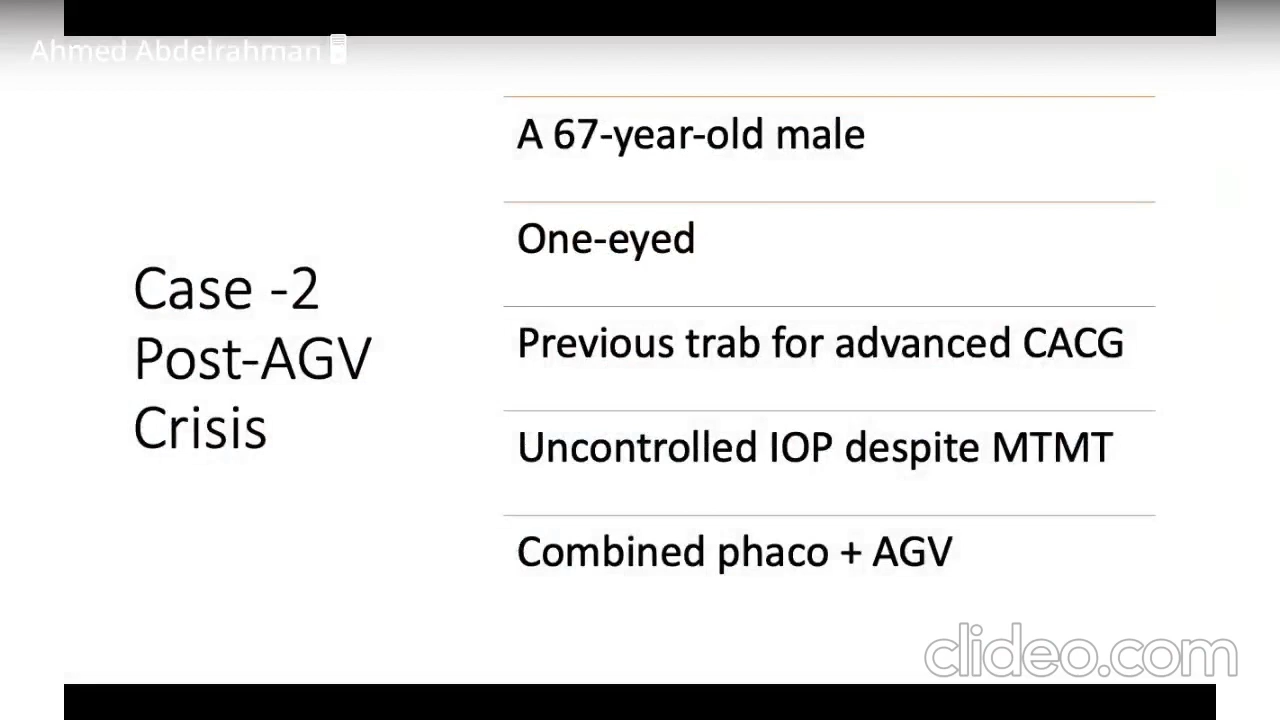 Ahmed Abdelrahman
Case -2
Post-AGV
Crisis
A 67-year-old male
One-eyed
Previous trab for advanced CACG
Uncontrolled IOP despite MTMT
Combined phaco + AGV
clideo.com